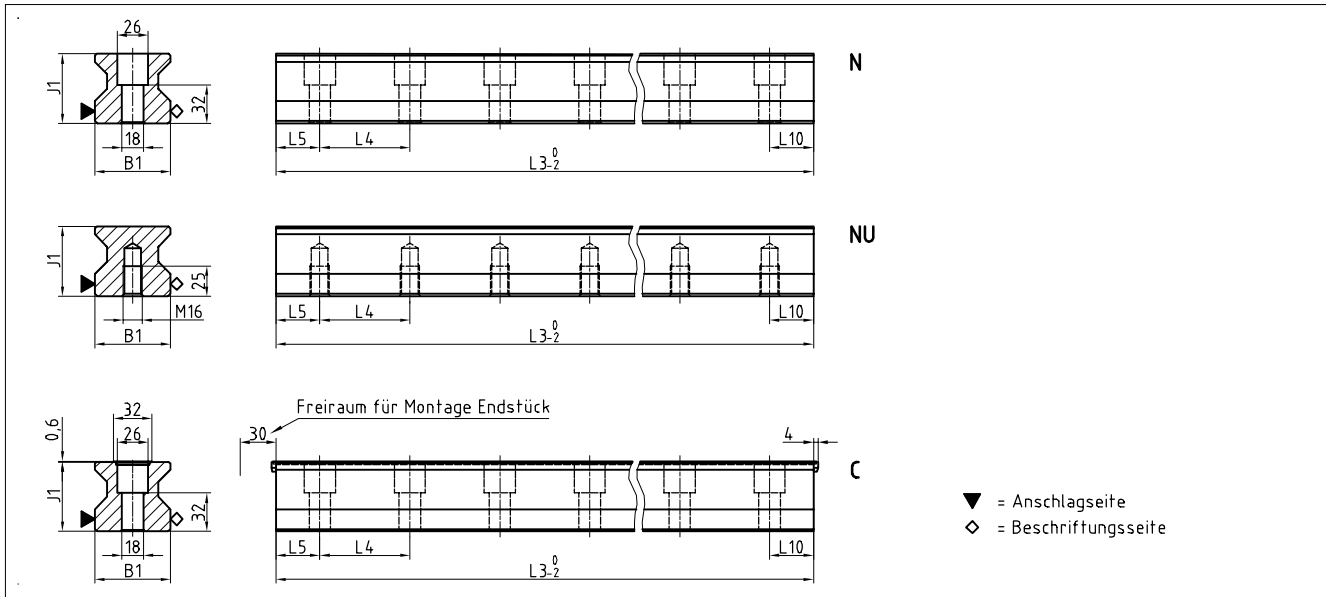 26
J1
32
18
B1
L5
L4
L10
L3-2 0
N
J1
25
M16
B1
L5
L4
L10
L3-2 0
NU
Freiraum für Montage Endstück
0,6
32
26
30
4
J1
32
18
B1
L5
L4
L10
L3-2 0
C
= Anschlagseite
= Beschriftungsseite